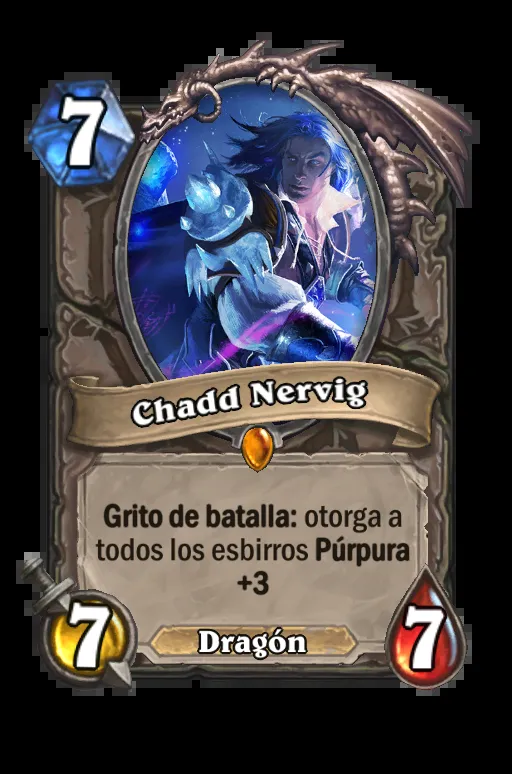 7
Chadd Nervig
Grito de batalla: otorga a
todos los esbirros Púrpura
+3
7
Dragón
7